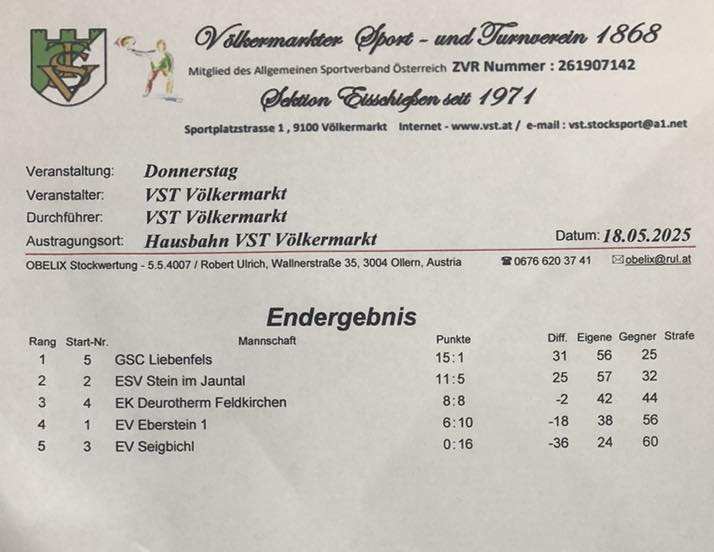 Völkermarkter Sport - und Turnverein 1868
Mitglied des Allgemeinen Sportverband Österreich ZVR Nummer : 261907142
Sektion Eisschießen seit 1971
Sportplatzstrasse 1 , 9100 Völkermarkt Internet - www.vst.at / e-mail : vst.stocksport@a1.net
Veranstaltung: Donnerstag
Veranstalter: VST Völkermarkt
Durchführer: VST Völkermarkt
Austragungsort: Hausbahn VST Völkermarkt Datum: 18.05.2025
OBELIX Stockwertung - 5.5.4007 / Robert Ulrich, Wallnerstraße 35, 3004 Ollern, Austria ☎0676 620 37 41 ✉obelix@rul.at
Endergebnis
Rang Start-Nr. Mannschaft Punkte Diff. Eigene Gegner Strafe
1 5 GSC Liebenfels 15:1 31 56 25
2 2 ESV Stein im Jauntal 11:5 25 57 32
3 4 EK Deurotherm Feldkirchen 8:8 -2 42 44
4 1 EV Eberstein 1 6:10 -18 38 56
5 3 EV Seigbichl 0:16 -36 24 60